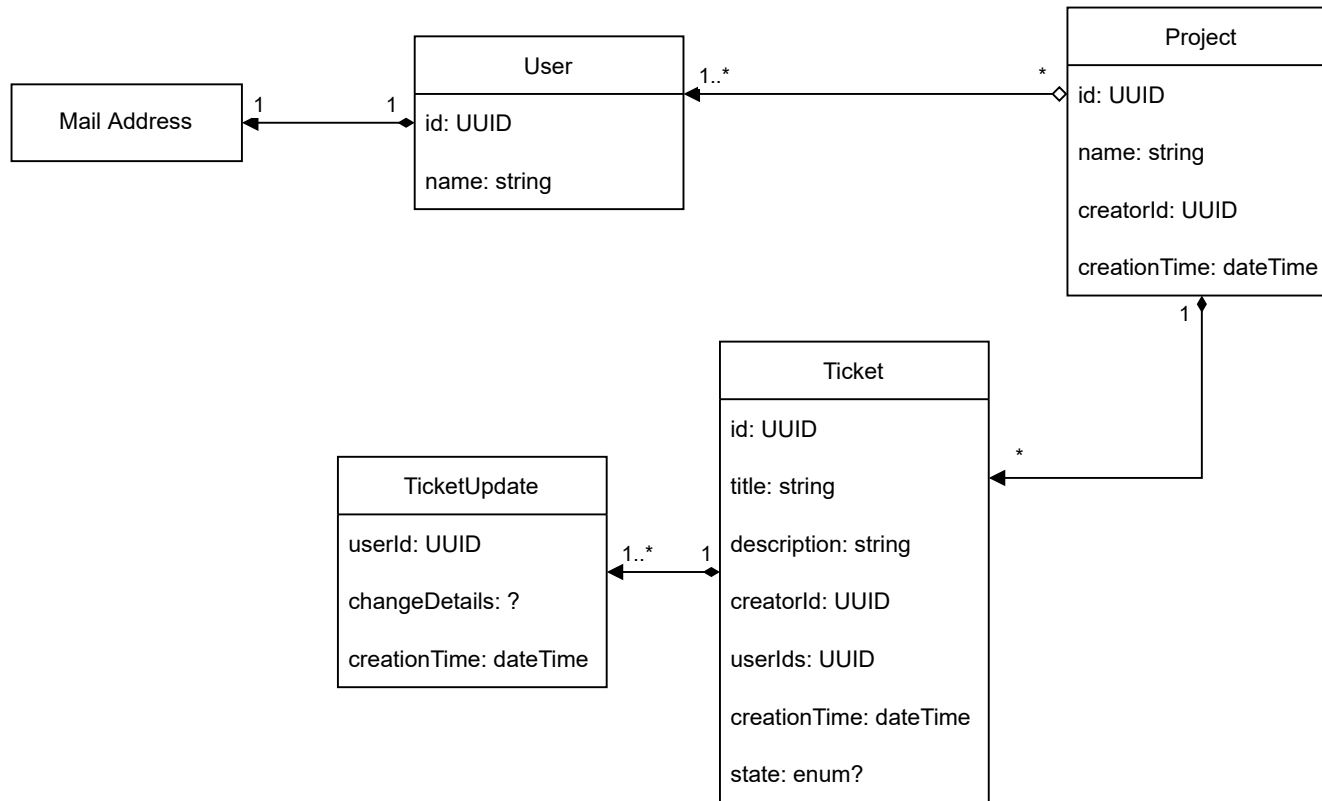 Mail Address
1
1
User
id: UUID
name: string
1..*
*
Project
id: UUID
name: string
creatorId: UUID
creationTime: dateTime
1
*
Ticket
id: UUID
title: string
description: string
creatorId: UUID
userIds: UUID
creationTime: dateTime
state: enum?
1..*
1
TicketUpdate
userId: UUID
changeDetails: ?
creationTime: dateTime